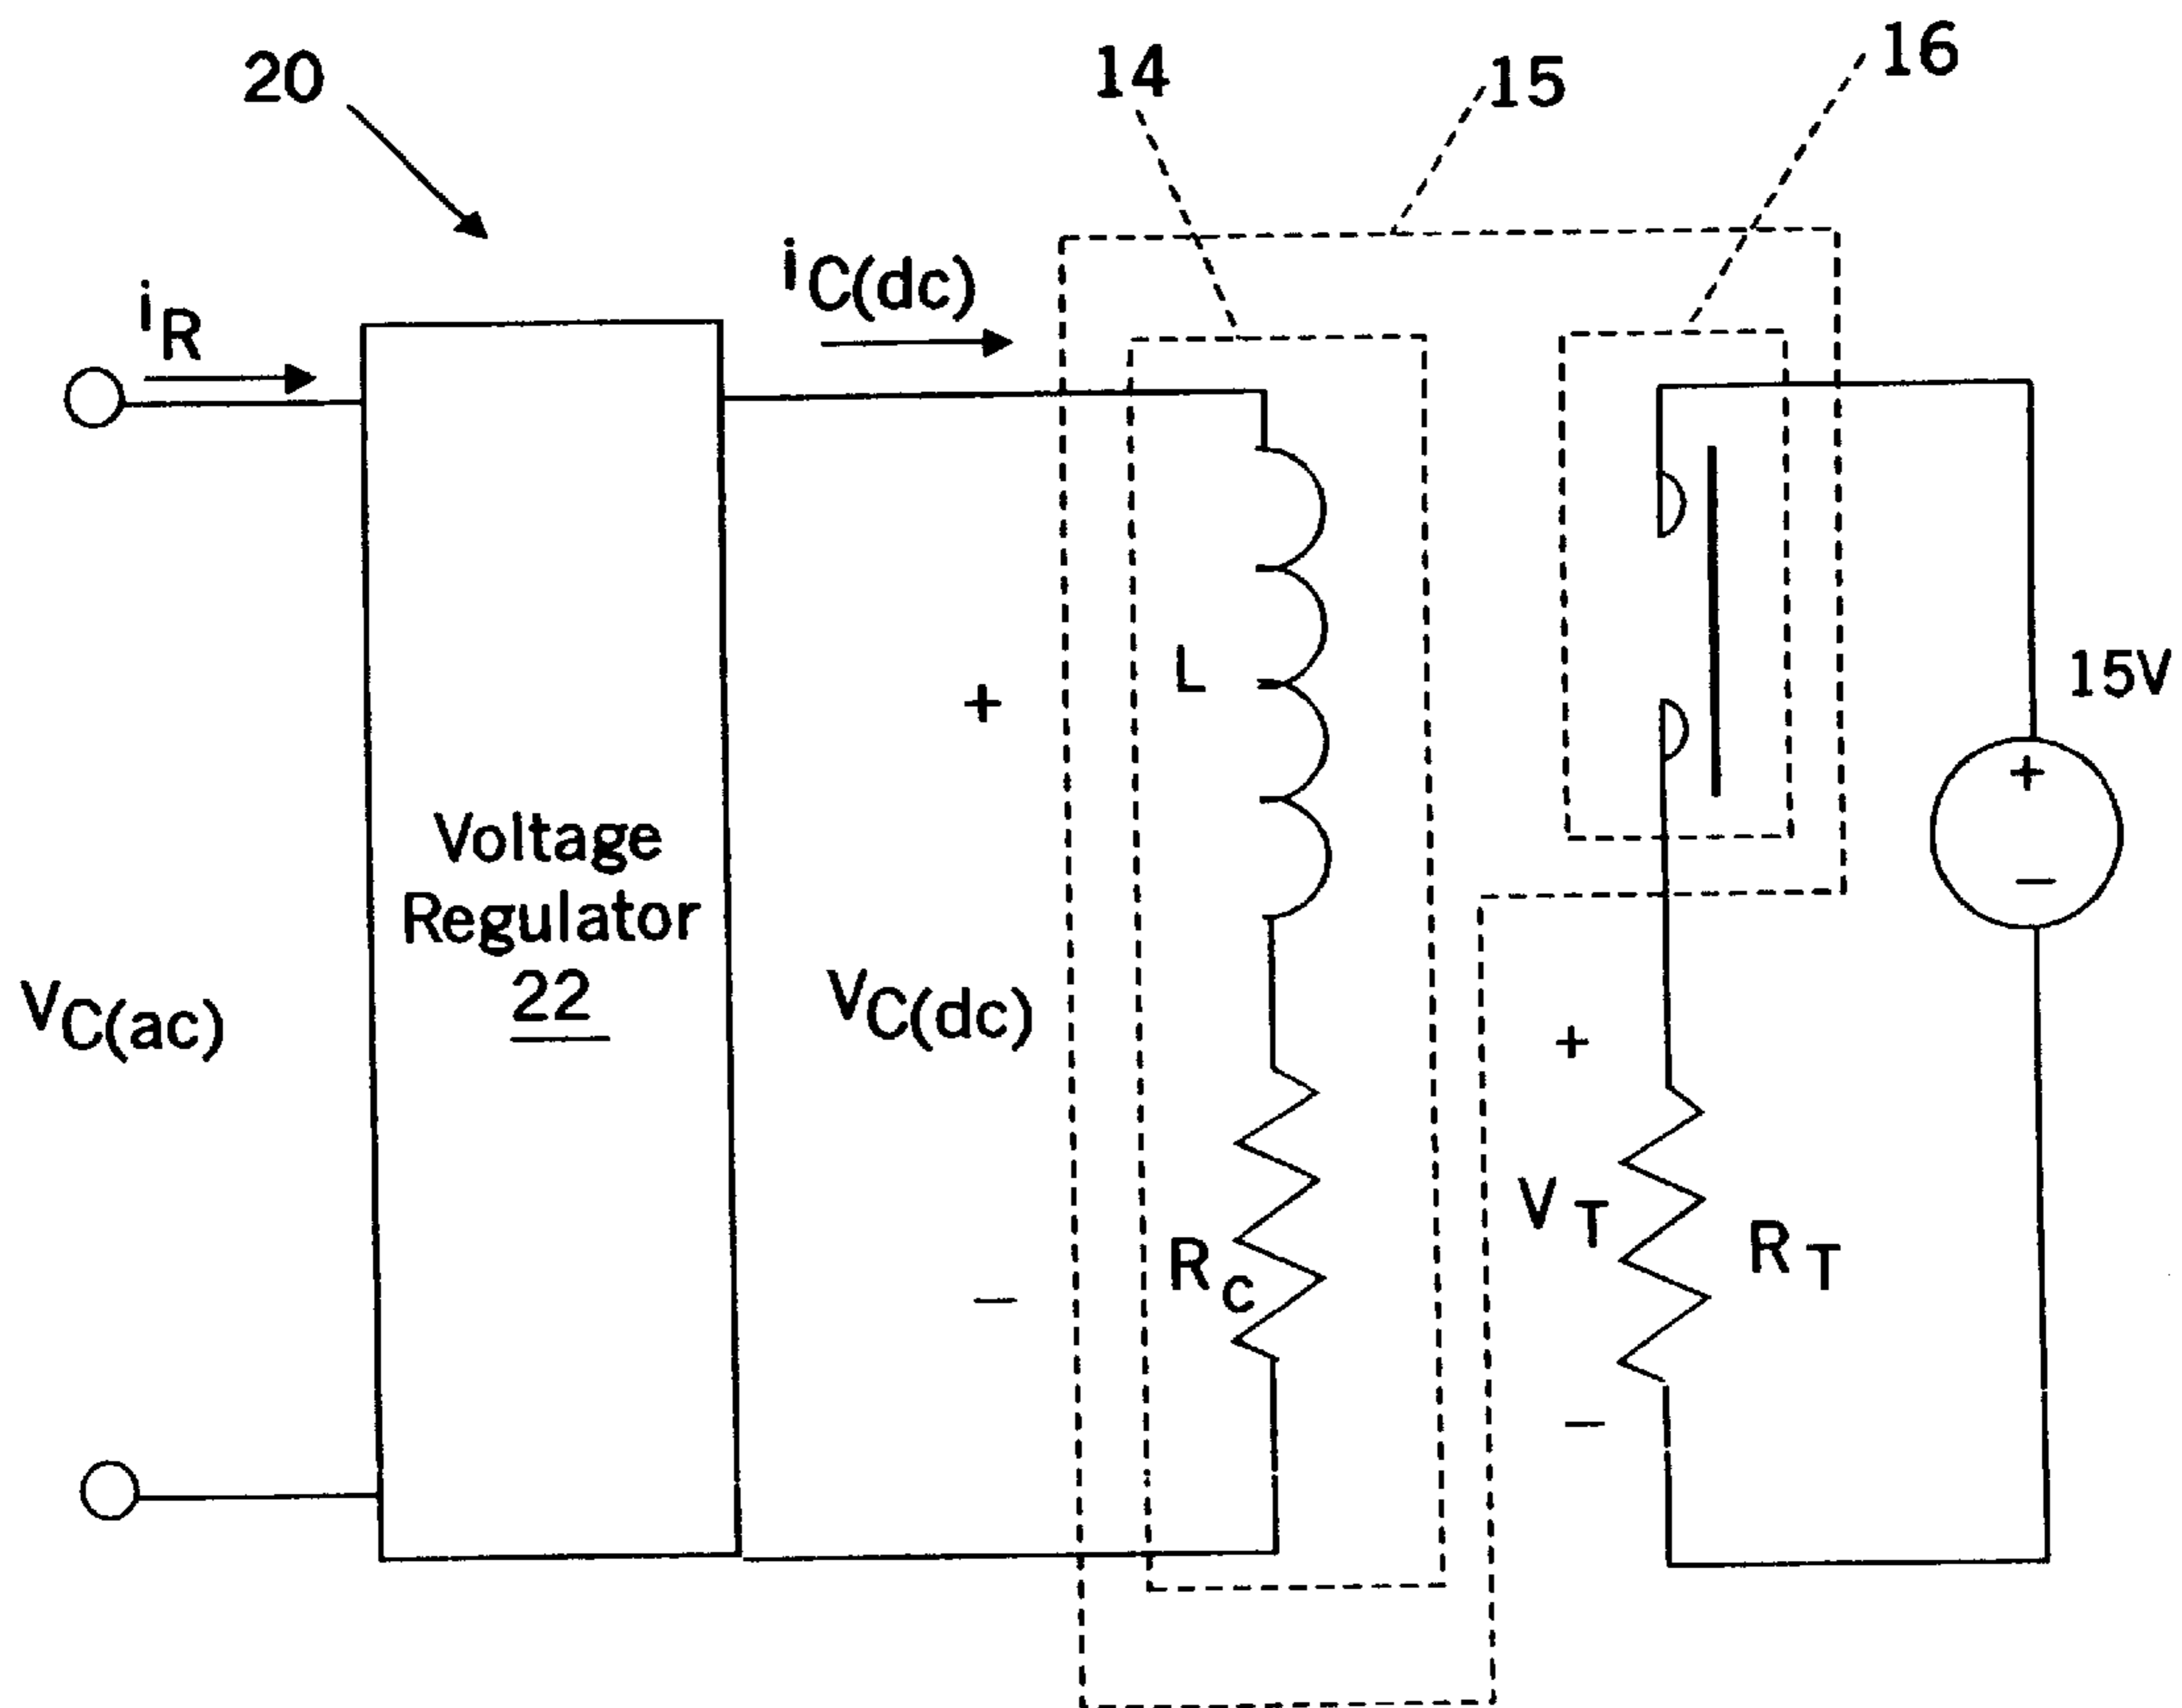 20
14
15
16
iR
iC(dc)
L
+
15V
+
−
Voltage
Regulator
22
VC(ac)
VC(dc)
+
−
RC
VT
RT
−